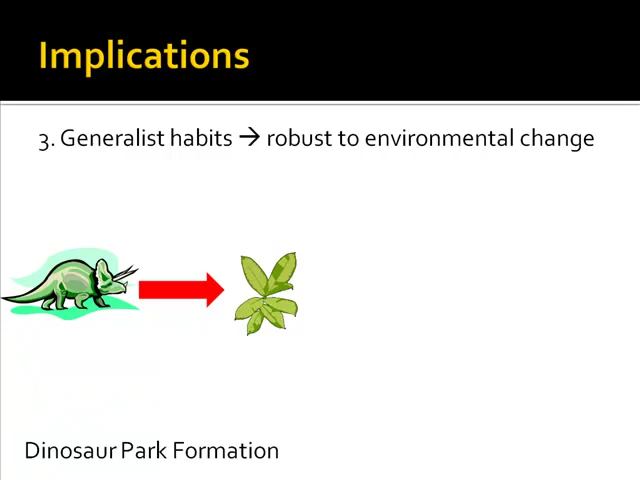 Implications
3. Generalist habits → robust to environmental change
Dinosaur Park Formation